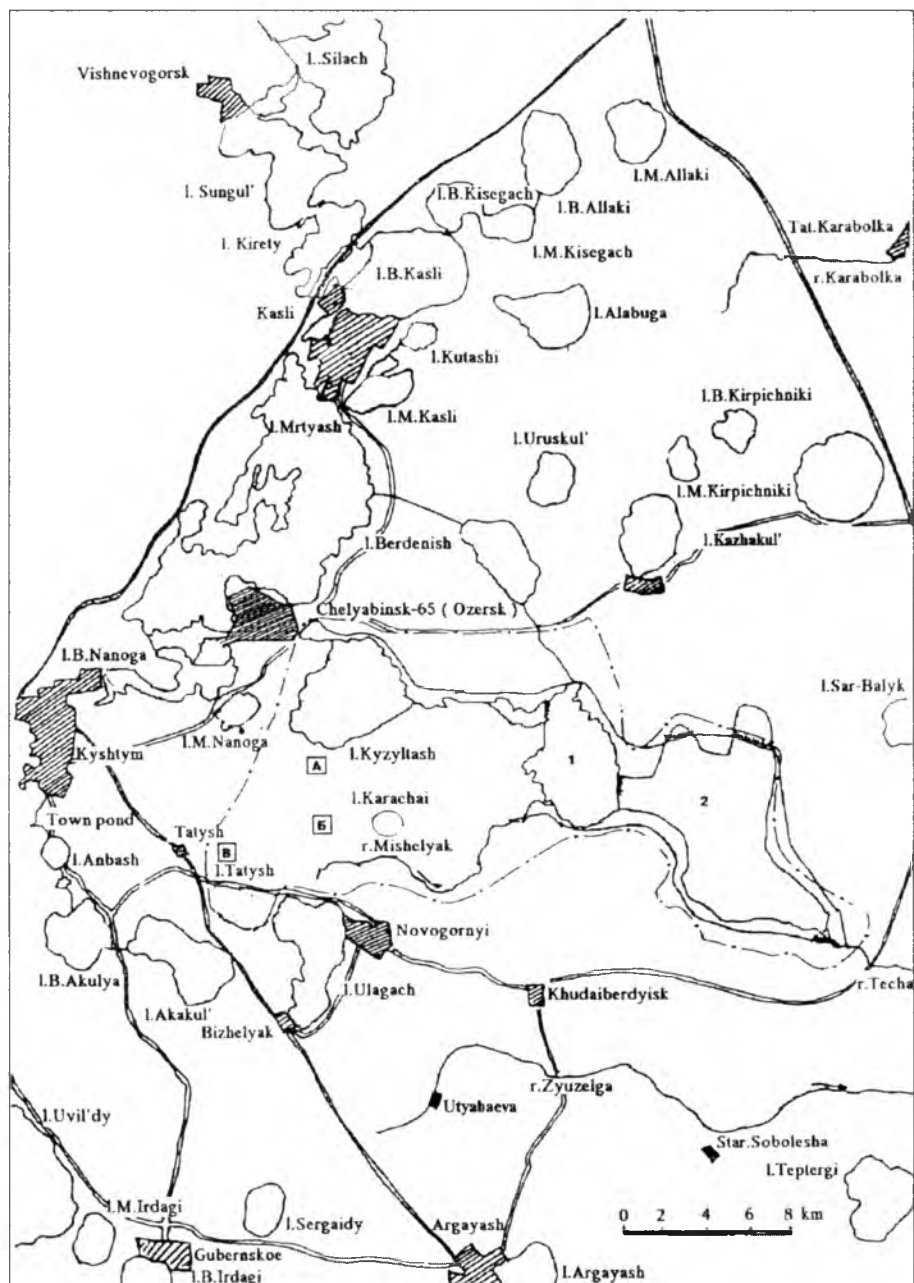 l.Silach
Vishnevogorsk
l.M.Allaki
l. Sungul'
l.B.Kisegach
l.B.Allaki
Tat.Karabolka
l. Kirety
l.M.Kisegach
l.B.Kasli
r.Karabolka
Kasli
l.Alabuga
l.Kutashi
l.B.Kirpichniki
l.M.Kasli
l.Mrtyash
l.Uruskul'
l.M.Kirpichniki
l.Kazhakul'
l.Berdenish
Chelyabinsk-65 ( Ozersk )
l.B.Nanoga
l.Sar-Balyk
l.M.Nanoga
l.Kyzyltash
Kyshtym
А
1
l.Karachai
2
Town pond
Б
Tatysh
r.Mishelyak
В
l.Anbash
l.Tatysh
Novogornyi
l.B.Akulya
l.Ulagach
Khudaiberdyisk
r.Techa
l.Akakul'
Bizhelyak
r.Zyuzelga
Utyabaeva
l.Uvil'dy
Star.Sobolesha
l.Teptergi
l.M.Irdagi
l.Sergaidy
Argayash
0 2 4 6 8 km
Gubernskoe
l.B.Irdagi
l.Argayash